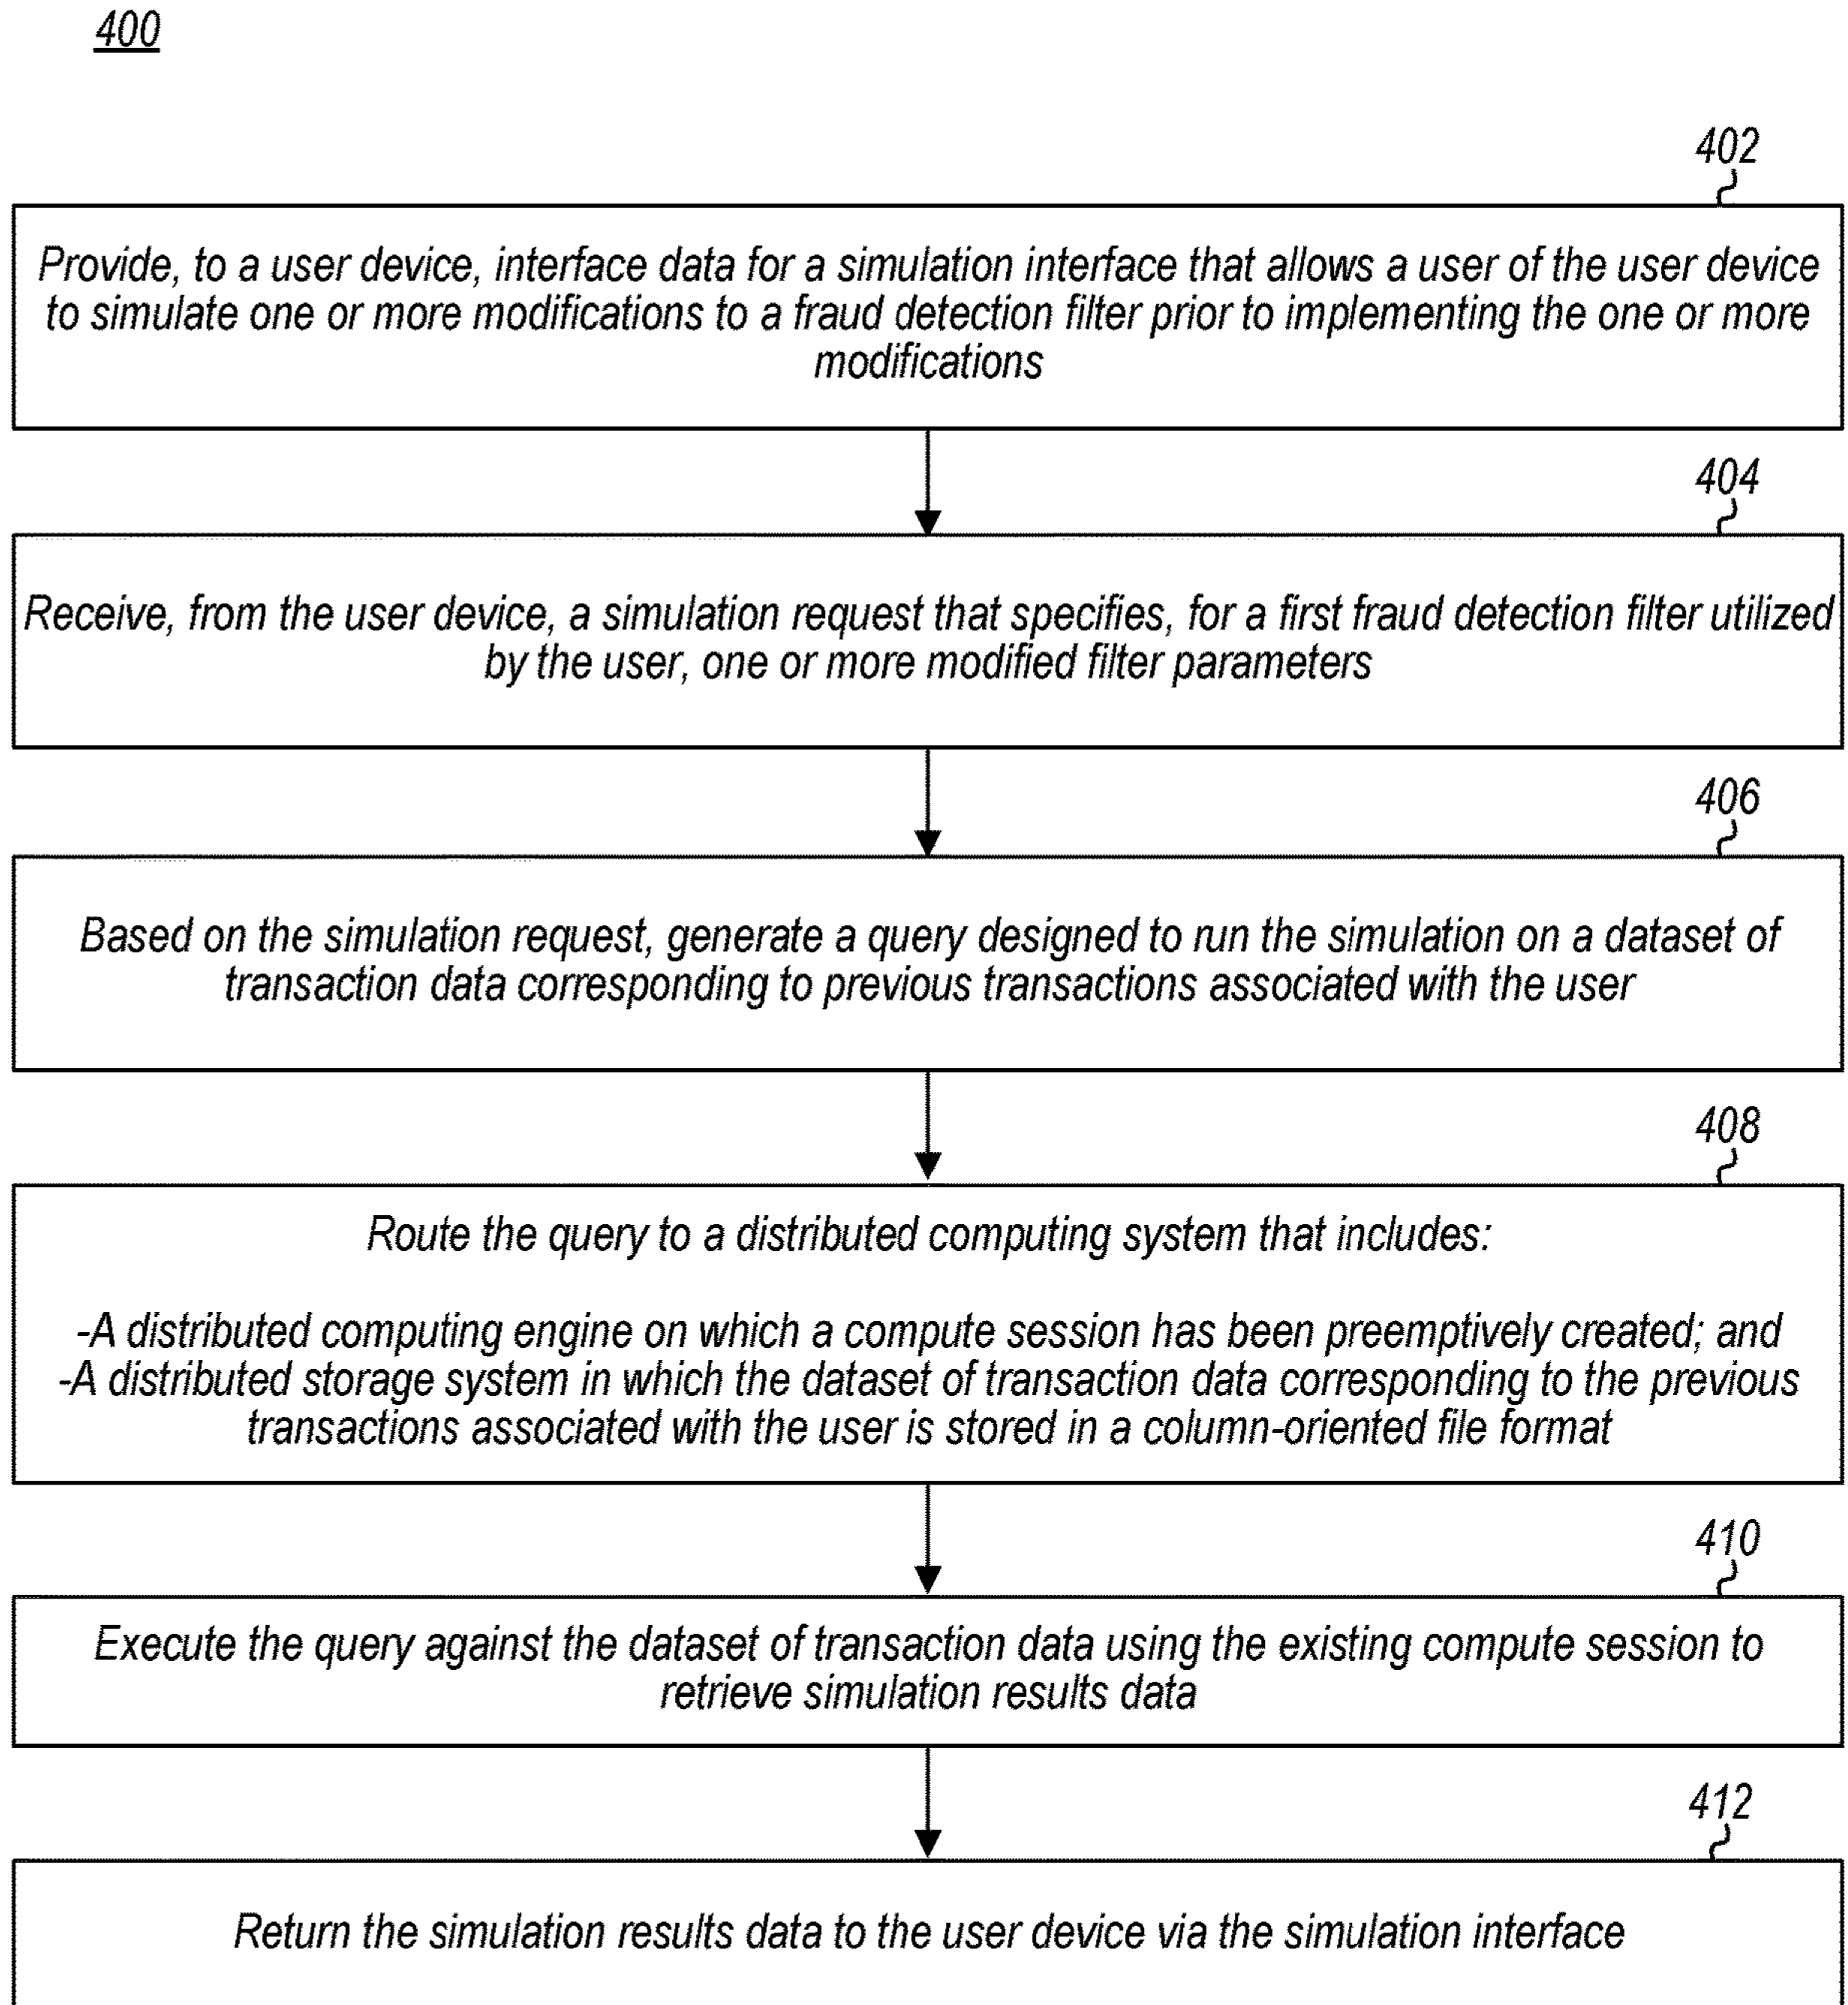 400
402
Provide, to a user device, interface data for a simulation interface that allows a user of the user device
to simulate one or more modifications to a fraud detection filter prior to implementing the one or more
modifications
404
Receive, from the user device, a simulation request that specifies, for a first fraud detection filter utilized
by the user, one or more modified filter parameters
406
Based on the simulation request, generate a query designed to run the simulation on a dataset of
transaction data corresponding to previous transactions associated with the user
408
Route the query to a distributed computing system that includes:
-A distributed computing engine on which a compute session has been preemptively created; and
-A distributed storage system in which the dataset of transaction data corresponding to the previous
transactions associated with the user is stored in a column-oriented file format
410
Execute the query against the dataset of transaction data using the existing compute session to
retrieve simulation results data
412
Return the simulation results data to the user device via the simulation interface